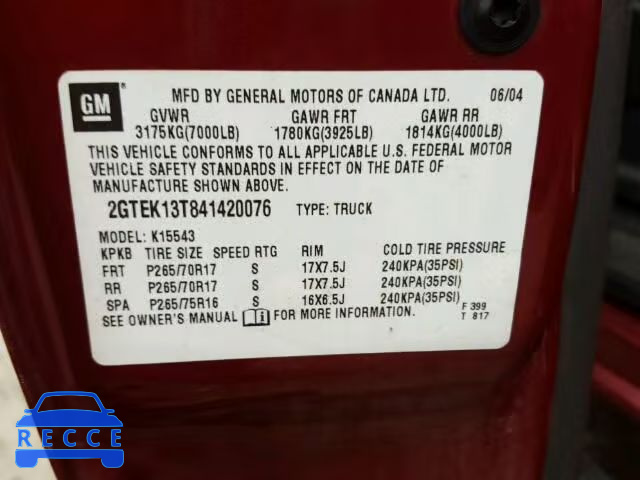 GM
MFD BY GENERAL MOTORS OF CANADA LTD. 06/04
GVWR GAWR FRT GAWR RR
3175KG(7000LB) 1780KG(3925LB) 1814KG(4000LB)
THIS VEHICLE CONFORMS TO ALL APPLICABLE U.S. FEDERAL MOTOR
VEHICLE SAFETY STANDARDS IN EFFECT ON THE DATE OF
MANUFACTURE SHOWN ABOVE.
2GTEK13T841420076 TYPE: TRUCK
MODEL: K15543
KPKB TIRE SIZE SPEED RTG RIM COLD TIRE PRESSURE
FRT P265/70R17 S 17X7.5J 240KPA(35PSI)
RR P265/70R17 S 17X7.5J 240KPA(35PSI)
SPA P265/75R16 S 16X6.5J 240KPA(35PSI)
SEE OWNER'S MANUAL i FOR MORE INFORMATION.
F 399
T 817
RECCE